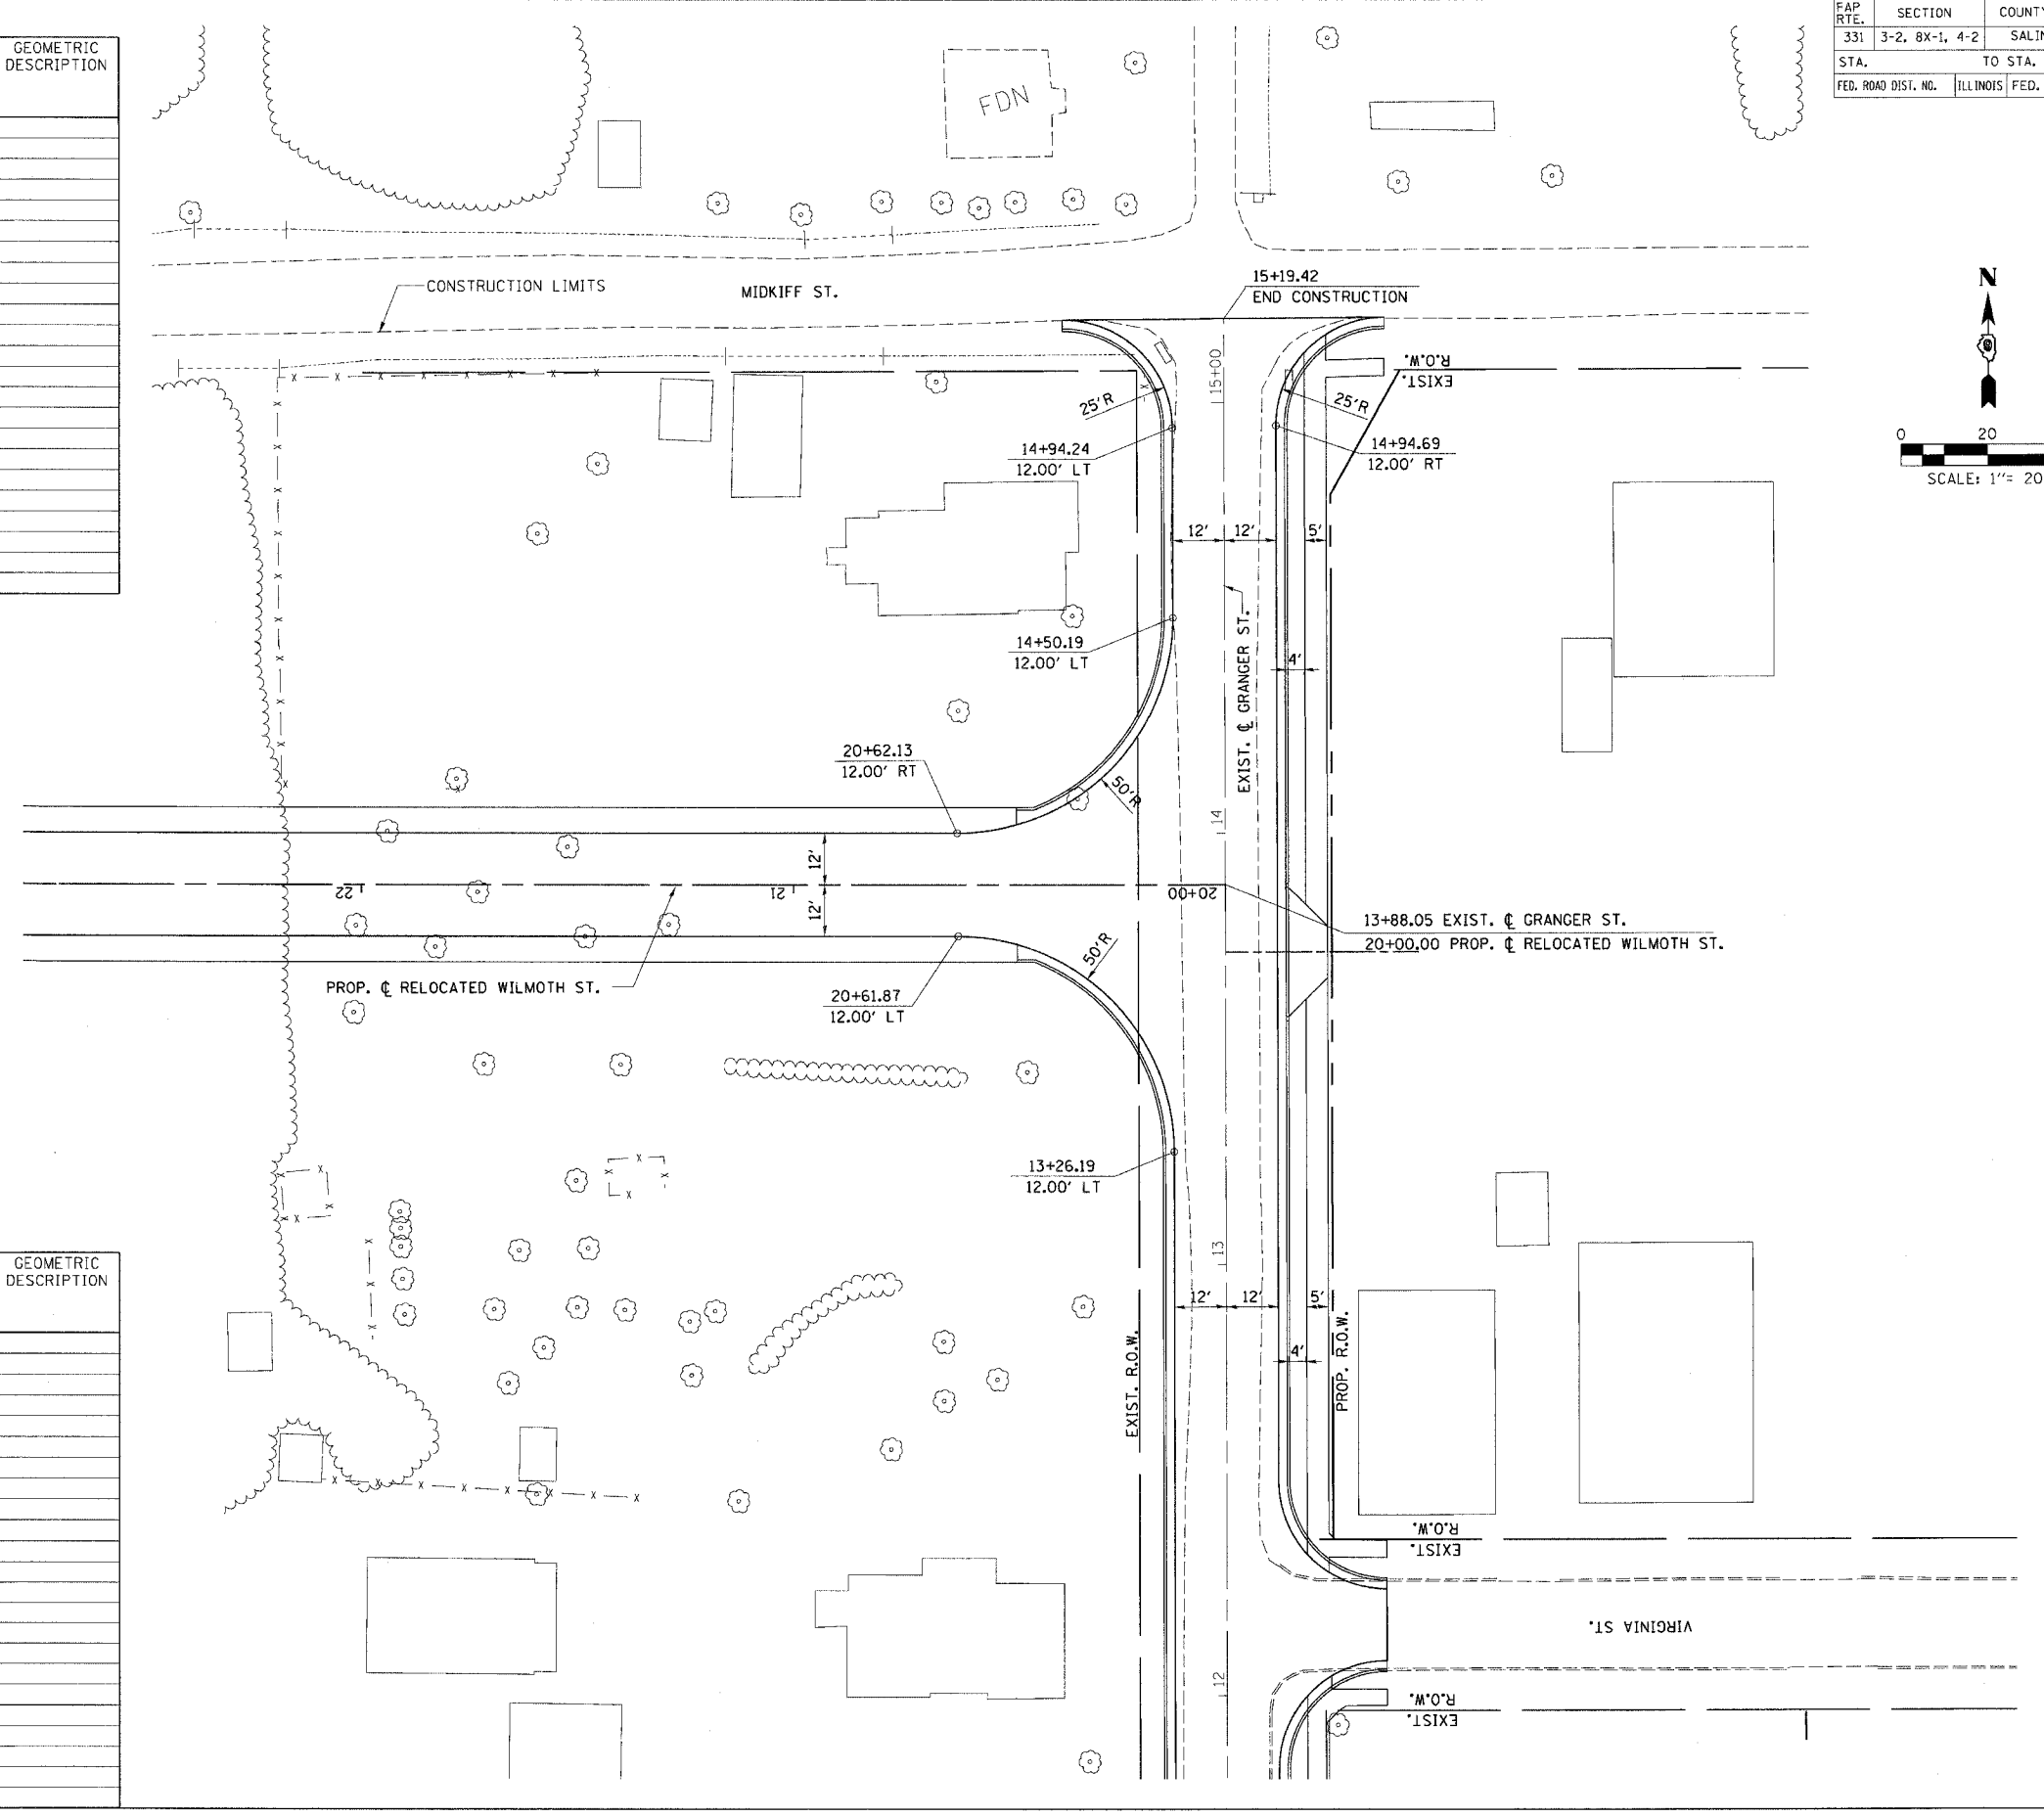 FAP
RTE.
SECTION
COUNTY
331
3-2, 8X-1, 4-2
SALIN
STA.
TO STA.
FED. ROAD DIST. NO.
ILLINOIS
FED.
GEOMETRIC
DESCRIPTION
FDN
CONSTRUCTION LIMITS
MIDKIFF ST.
15+19.42
END CONSTRUCTION
N
15+00
EXIST.
R.O.W.
25'R
25'R
14+94.24
12.00' LT
14+94.69
12.00' RT
0 20
SCALE: 1"= 20
12'
12'
5'
14+50.19
12.00' LT
4'
EXIST. ℄ GRANGER ST.
20+62.13
12.00' RT
50'R
14
12'
22
21
20+00
12'
13+88.05 EXIST. ℄ GRANGER ST.
20+00.00 PROP. ℄ RELOCATED WILMOTH ST.
50'R
PROP. ℄ RELOCATED WILMOTH ST.
20+61.87
12.00' LT
13+26.19
12.00' LT
13
GEOMETRIC
DESCRIPTION
12'
12'
5'
4'
EXIST. R.O.W.
PROP. R.O.W.
EXIST.
R.O.W.
VIRGINIA ST.
12
EXIST.
R.O.W.